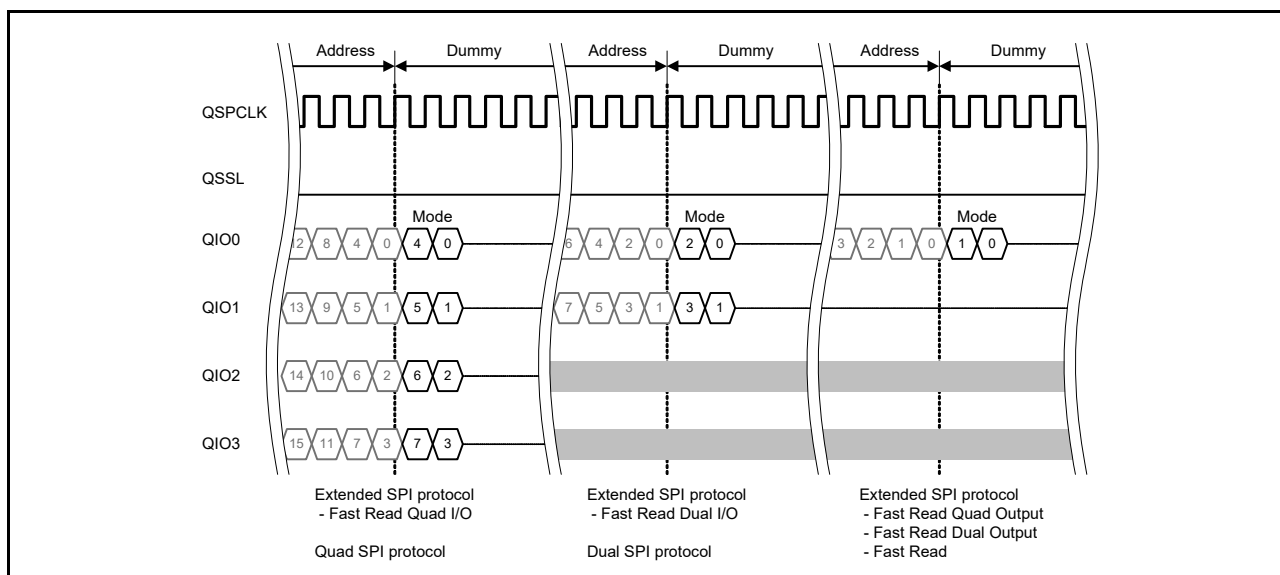 Address Dummy Address Dummy Address Dummy
QSPCLK
QSSL
Mode Mode Mode
QIO0 8 4 0 4 0 6 4 2 0 2 0 3 2 1 0 1 0
QIO1 13 9 5 1 5 1 7 5 3 1 3 1
QIO2 14 10 6 2 6 2
QIO3 15 11 7 3 7 3
Extended SPI protocol Extended SPI protocol Extended SPI protocol
- Fast Read Quad I/O - Fast Read Dual I/O - Fast Read Quad Output
- Fast Read Dual Output
Quad SPI protocol Dual SPI protocol - Fast Read